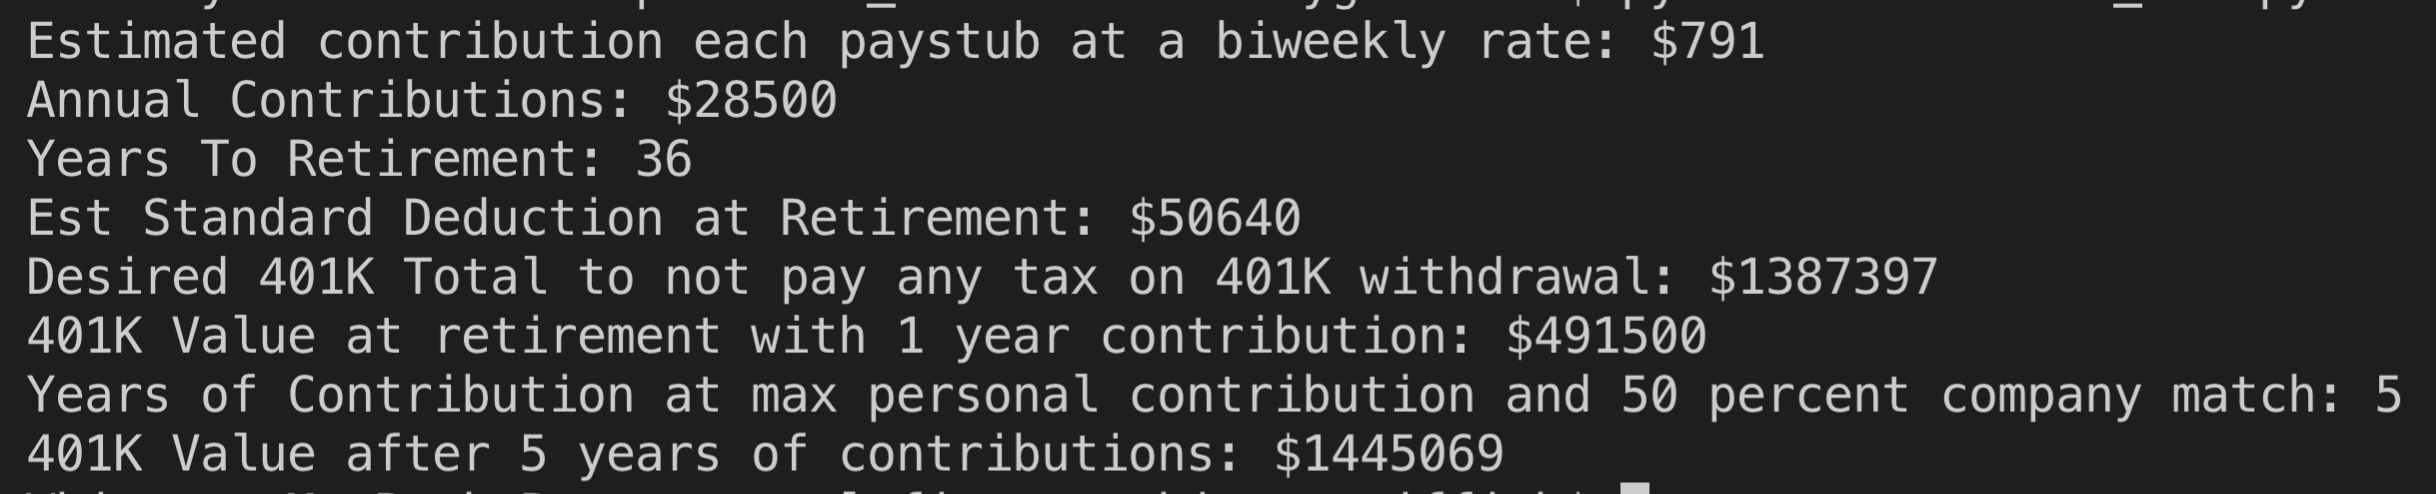 Estimated contribution each paystub at a biweekly rate: $791
Annual Contributions: $28500
Years To Retirement: 36
Est Standard Deduction at Retirement: $50640
Desired 401K Total to not pay any tax on 401K withdrawal: $1387397
401K Value at retirement with 1 year contribution: $491500
Years of Contribution at max personal contribution and 50 percent company match: 5
401K Value after 5 years of contributions: $1445069